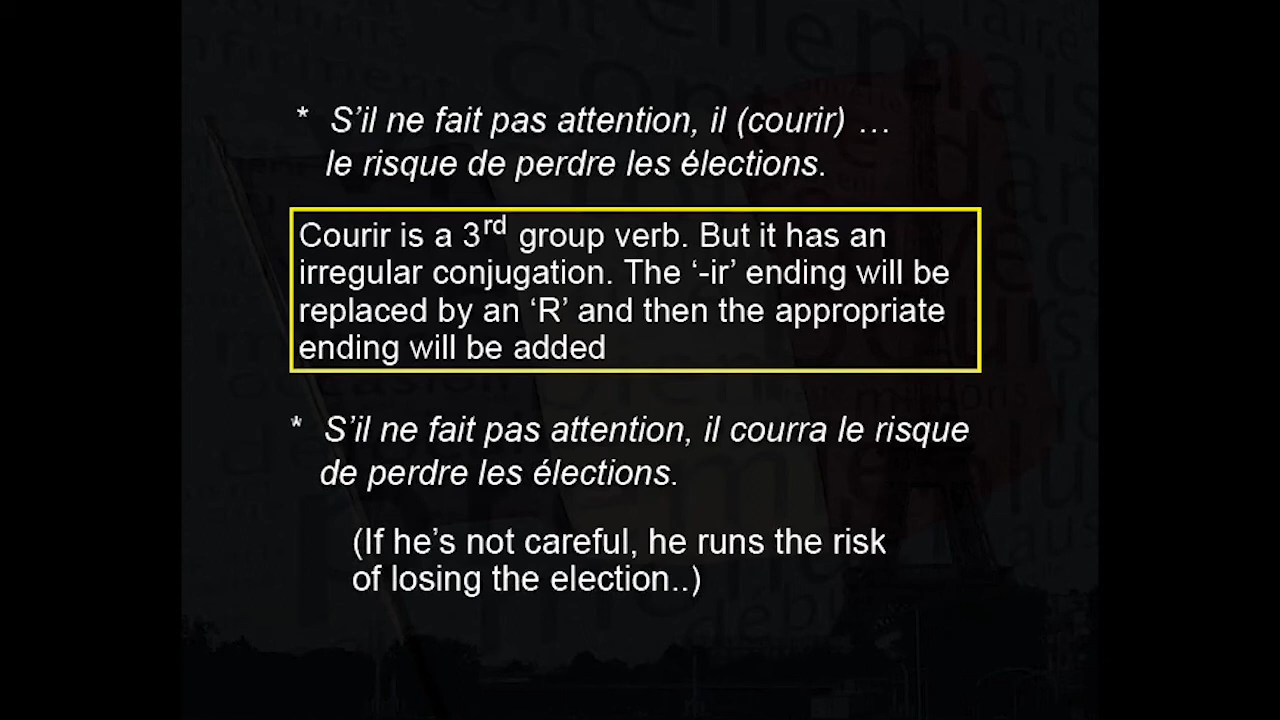 * S’il ne fait pas attention, il (courir) …
le risque de perdre les élections.
Courir is a 3rd group verb. But it has an
irregular conjugation. The ‘-ir’ ending will be
replaced by an ‘R’ and then the appropriate
ending will be added
* S’il ne fait pas attention, il courra le risque
de perdre les élections.
(If he’s not careful, he runs the risk
of losing the election..)